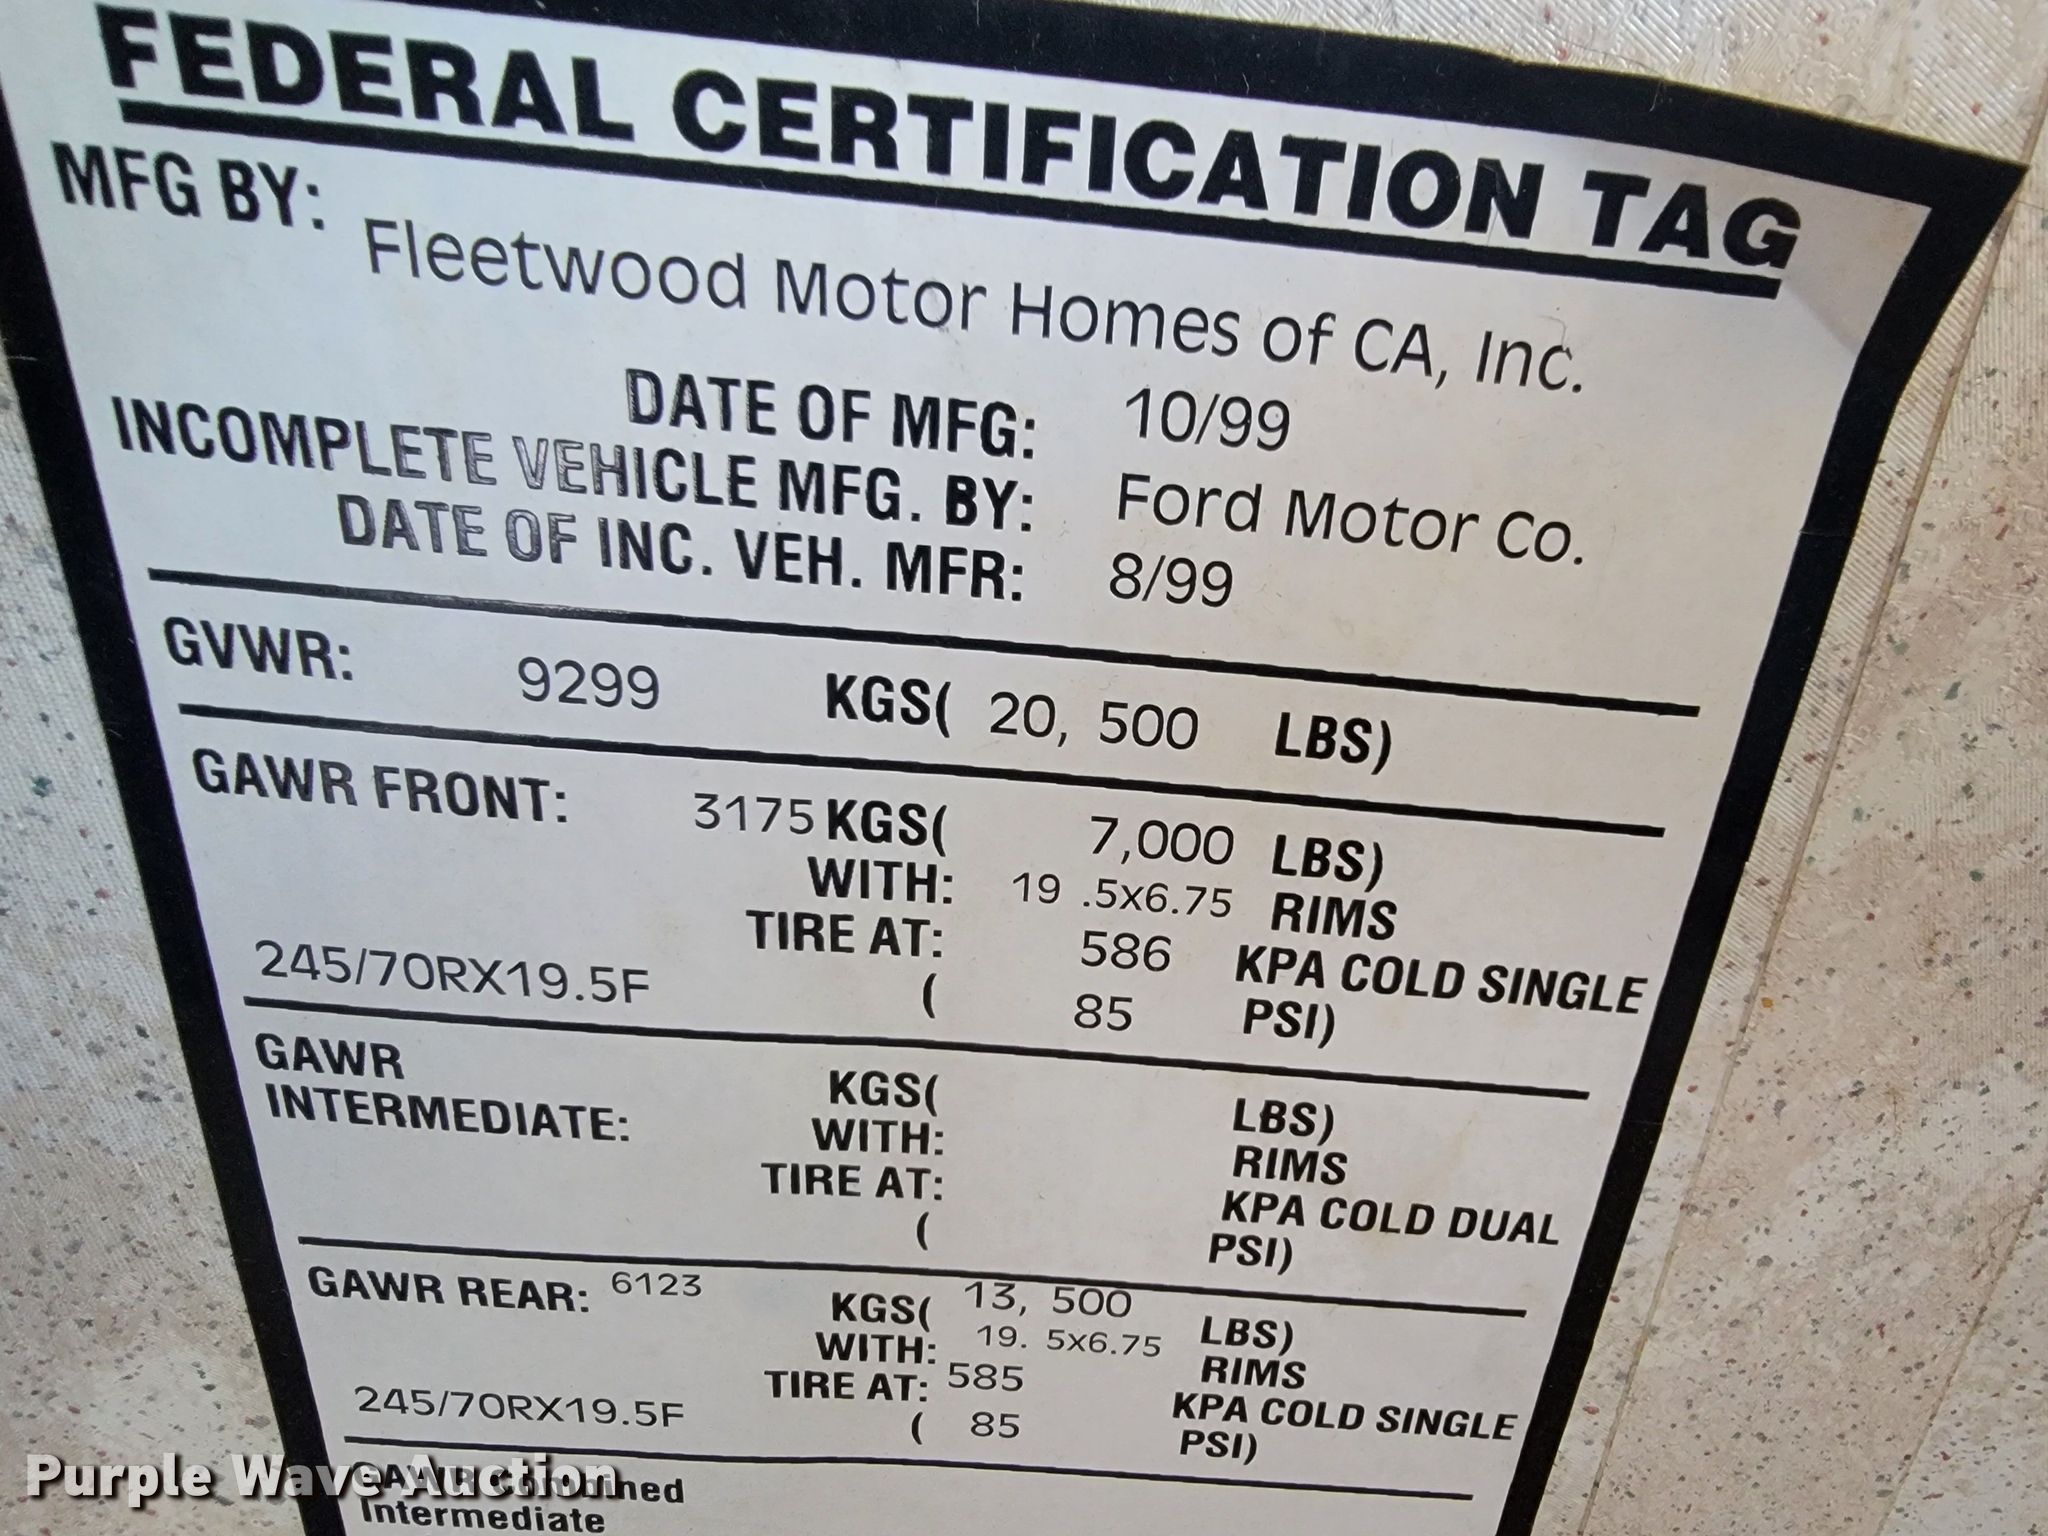 FEDERAL CERTIFICATION TAG
MFG BY: Fleetwood Motor Homes of CA, Inc.
DATE OF MFG: 10/99
INCOMPLETE VEHICLE MFG. BY: Ford Motor Co.
DATE OF INC. VEH. MFR: 8/99
GVWR: 9299 KGS( 20, 500 LBS)
GAWR FRONT: 3175 KGS( 7,000 LBS)
WITH: 19 .5x6.75 RIMS
TIRE AT: 586 KPA COLD SINGLE
245/70RX19.5F ( 85 PSI)
GAWR
INTERMEDIATE: KGS( LBS)
WITH: RIMS
TIRE AT: KPA COLD DUAL
( PSI)
GAWR REAR: 6123 KGS( 13, 500 LBS)
WITH: 19. 5x6.75 RIMS
TIRE AT: 585 KPA COLD SINGLE
245/70RX19.5F ( 85 PSI)
GAWR Combined
Intermediate
Purple Wave Auction